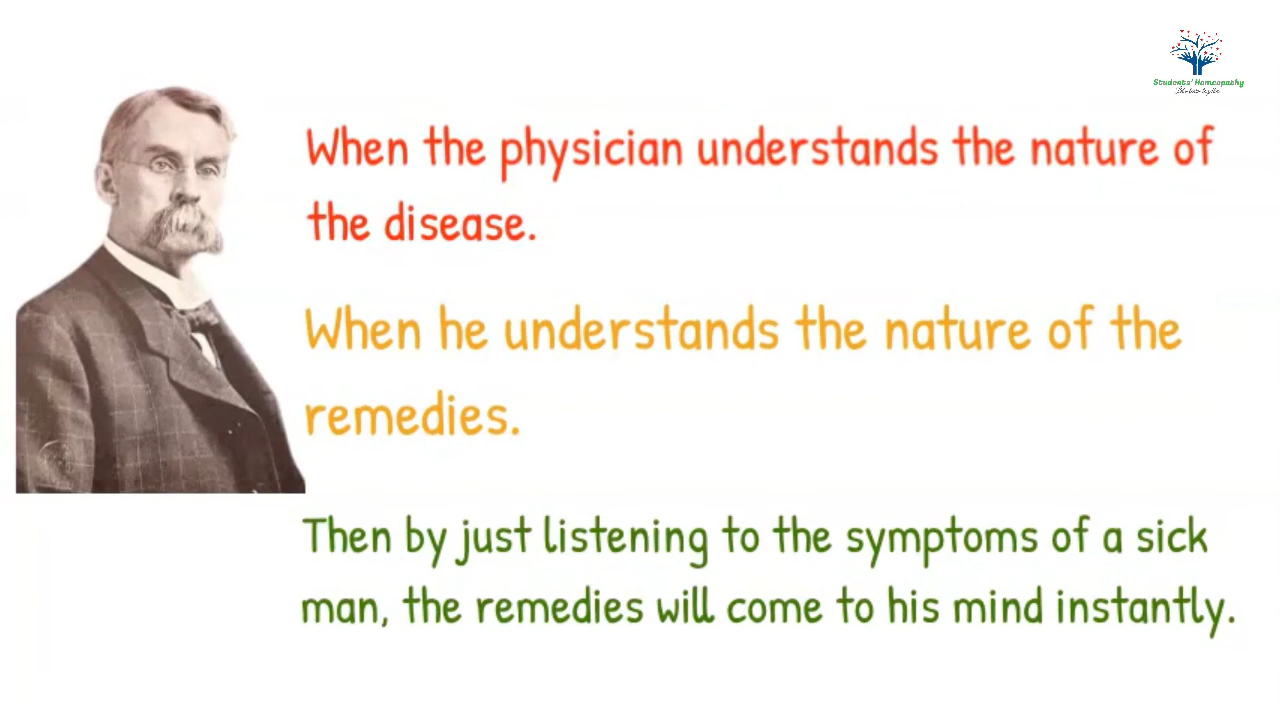 Students' Homeopathy
When the physician understands the nature of
the disease.
When he understands the nature of the
remedies.
Then by just listening to the symptoms of a sick
man, the remedies will come to his mind instantly.